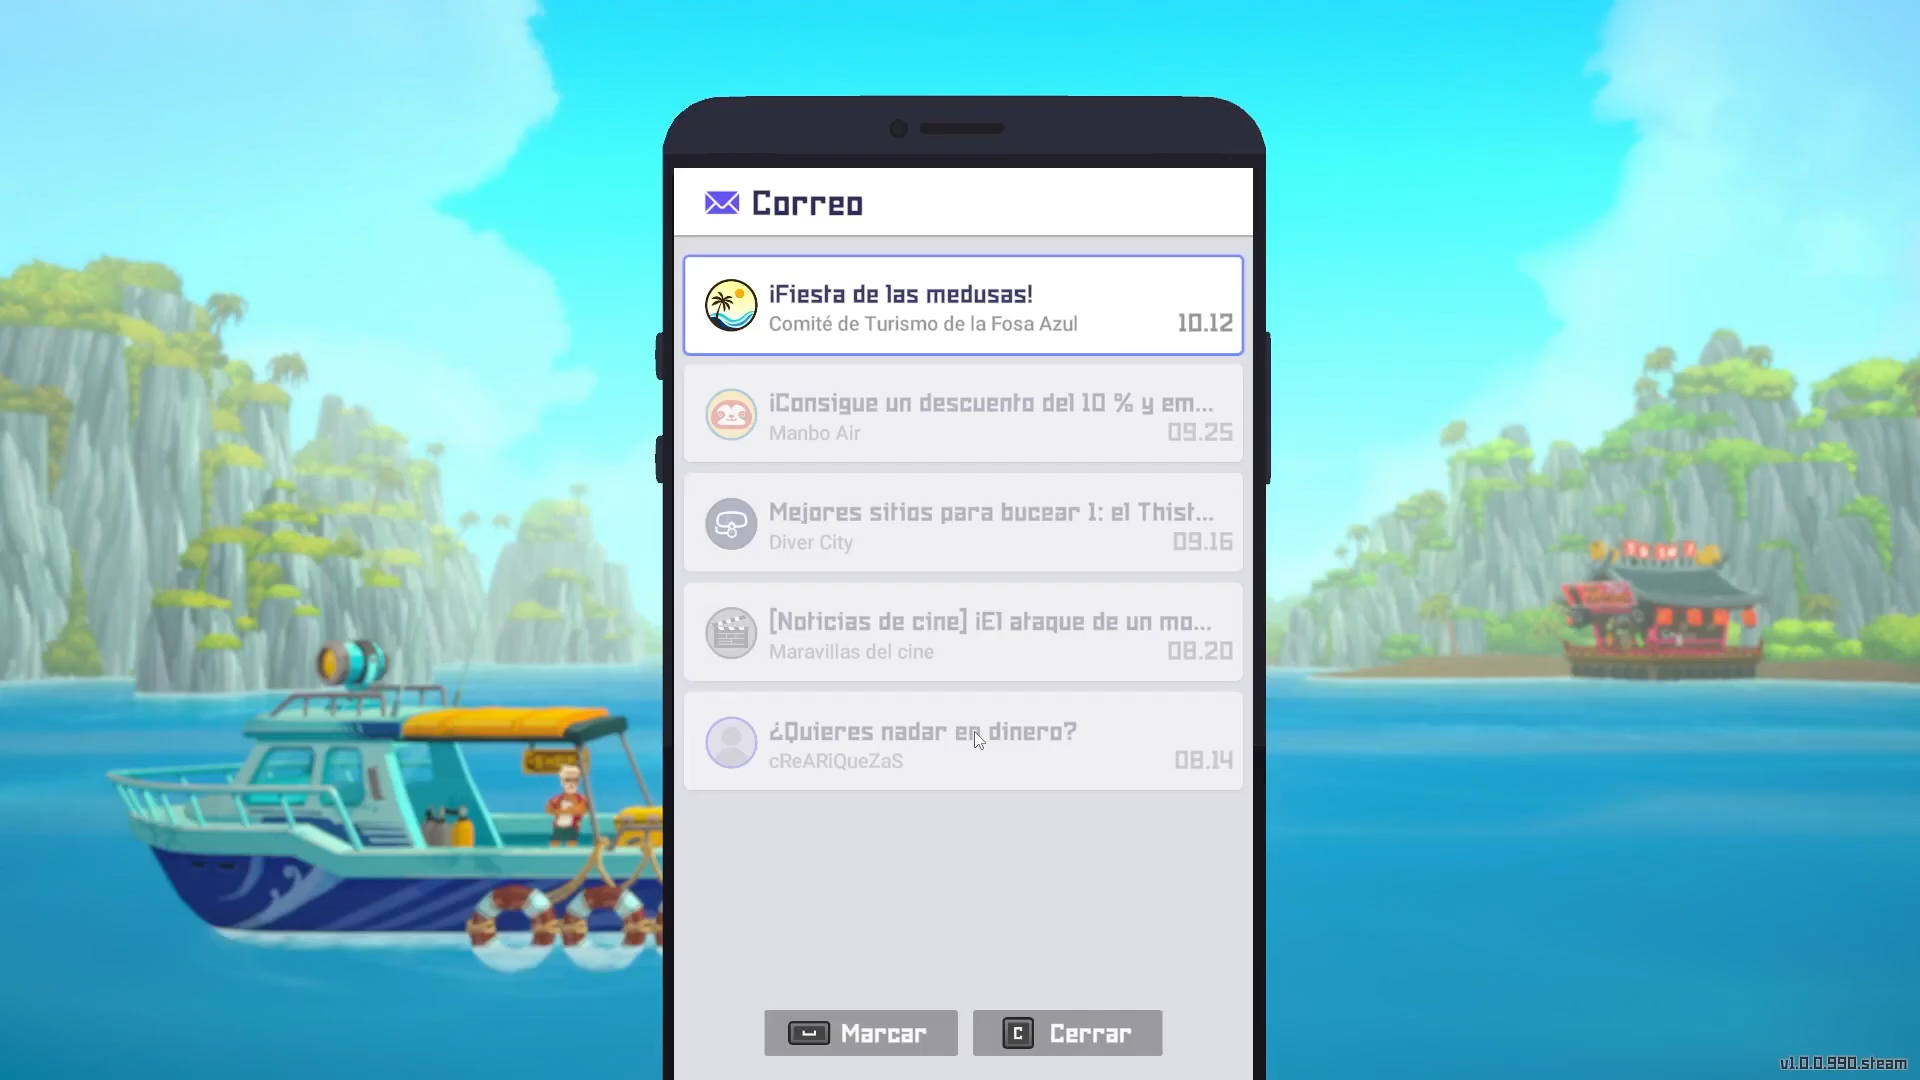 Correo
¡Fiesta de las medusas!
Comité de Turismo de la Fosa Azul
10.12
¡Consigue un descuento del 10 % y em...
Manbo Air
09.25
Mejores sitios para bucear 1: el Thist...
Diver City
09.16
[Noticias de cine] ¡El ataque de un mo...
Maravillas del cine
08.20
¿Quieres nadar en dinero?
cReARiQueZaS
08.14
Marcar
C Cerrar
v1.0.0.990.steam